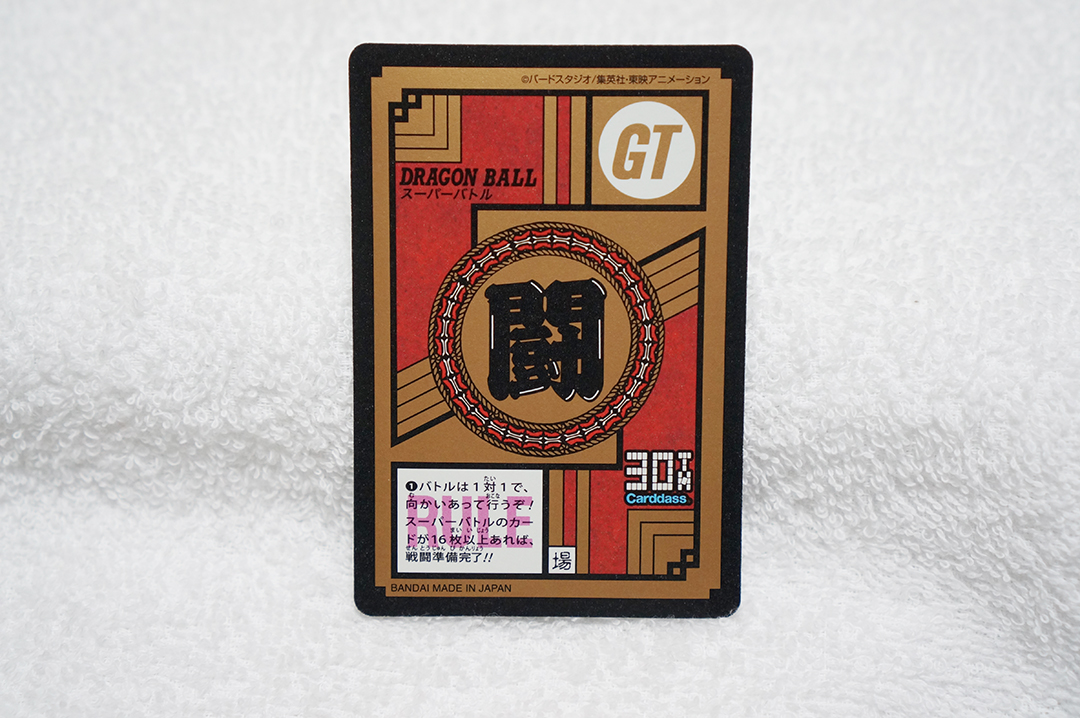 ©バードスタジオ/集英社・東映アニメーション
GT
DRAGON BALL
スーパーバトル
闘
30th
Carddass
RULE
❶バトルは1対1で、
向かいあって行うぞ!
スーパーバトルのカー
ドが16枚以上あれば、
戦闘準備完了!!
場
BANDAI MADE IN JAPAN